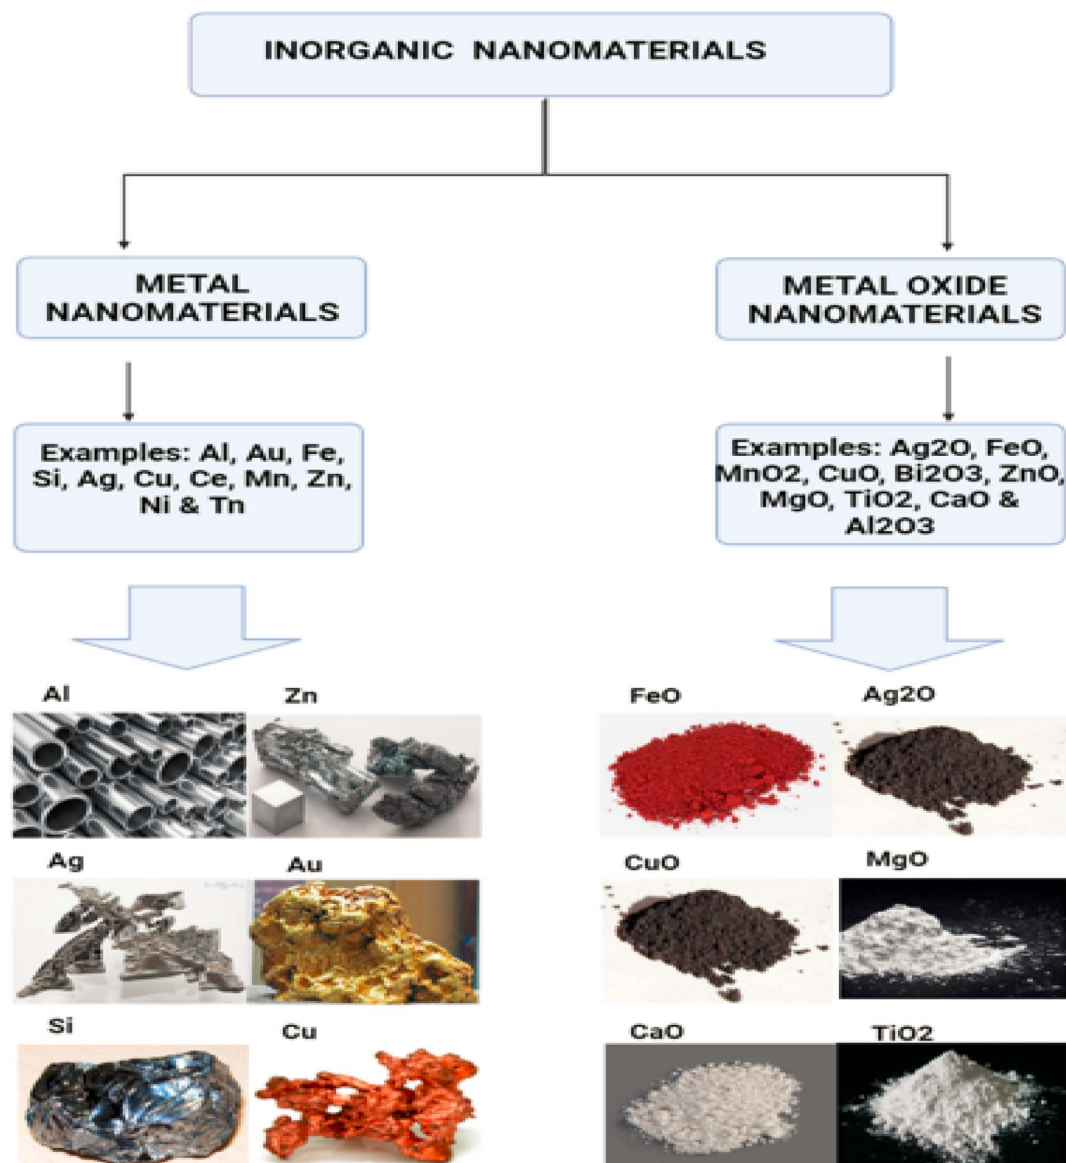 INORGANIC NANOMATERIALS
METAL
NANOMATERIALS
METAL OXIDE
NANOMATERIALS
Examples: Al, Au, Fe,
Si, Ag, Cu, Ce, Mn, Zn,
Ni & Tn
Examples: Ag2O, FeO,
MnO2, CuO, Bi2O3, ZnO,
MgO, TiO2, CaO &
Al2O3
Al
Zn
FeO
Ag2O
Ag
Au
CuO
MgO
Si
Cu
CaO
TiO2